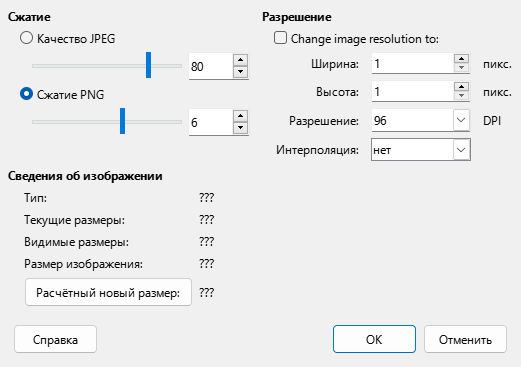 Сжатие
Качество JPEG
80
Сжатие PNG
6
Разрешение
Change image resolution to:
Ширина: 1 пикс.
Высота: 1 пикс.
Разрешение: 96 DPI
Интерполяция: нет
Сведения об изображении
Тип: ???
Текущие размеры: ???
Видимые размеры: ???
Размер изображения: ???
Расчётный новый размер: ???
Справка
ОК
Отменить